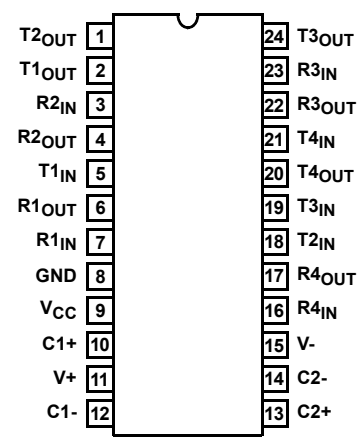 T2OUT 1 24 T3OUT
T1OUT 2 23 R3IN
R2IN 3 22 R3OUT
R2OUT 4 21 T4IN
T1IN 5 20 T4OUT
R1OUT 6 19 T3IN
R1IN 7 18 T2IN
GND 8 17 R4OUT
VCC 9 16 R4IN
C1+ 10 15 V-
V+ 11 14 C2-
C1- 12 13 C2+